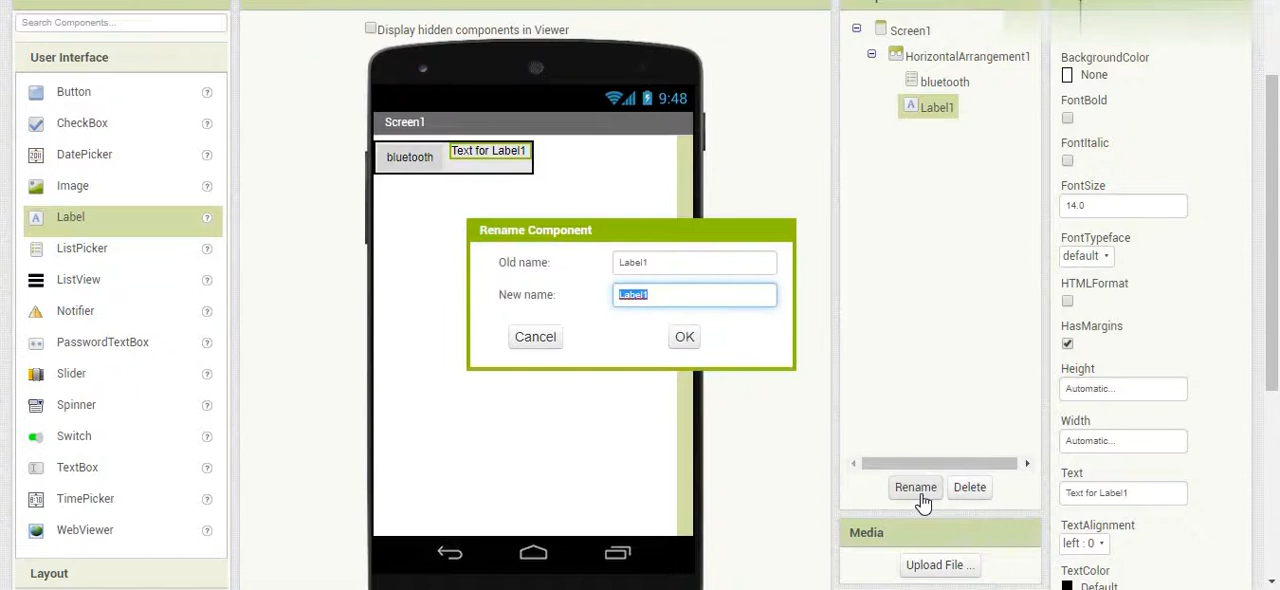 Search Components...
User Interface
Button
CheckBox
DatePicker
Image
Label
ListPicker
ListView
Notifier
PasswordTextBox
Slider
Spinner
Switch
TextBox
TimePicker
WebViewer
Layout
Display hidden components in Viewer
9:48
Screen1
bluetooth
Text for Label1
Rename Component
Old name:
Label1
New name:
Label1
Cancel
OK
Screen1
HorizontalArrangement1
bluetooth
A Label1
Rename
Delete
Media
Upload File ...
BackgroundColor
None
FontBold
FontItalic
FontSize
14.0
FontTypeface
default
HTMLFormat
HasMargins
Height
Automatic...
Width
Automatic...
Text
Text for Label1
TextAlignment
left : 0
TextColor
Default